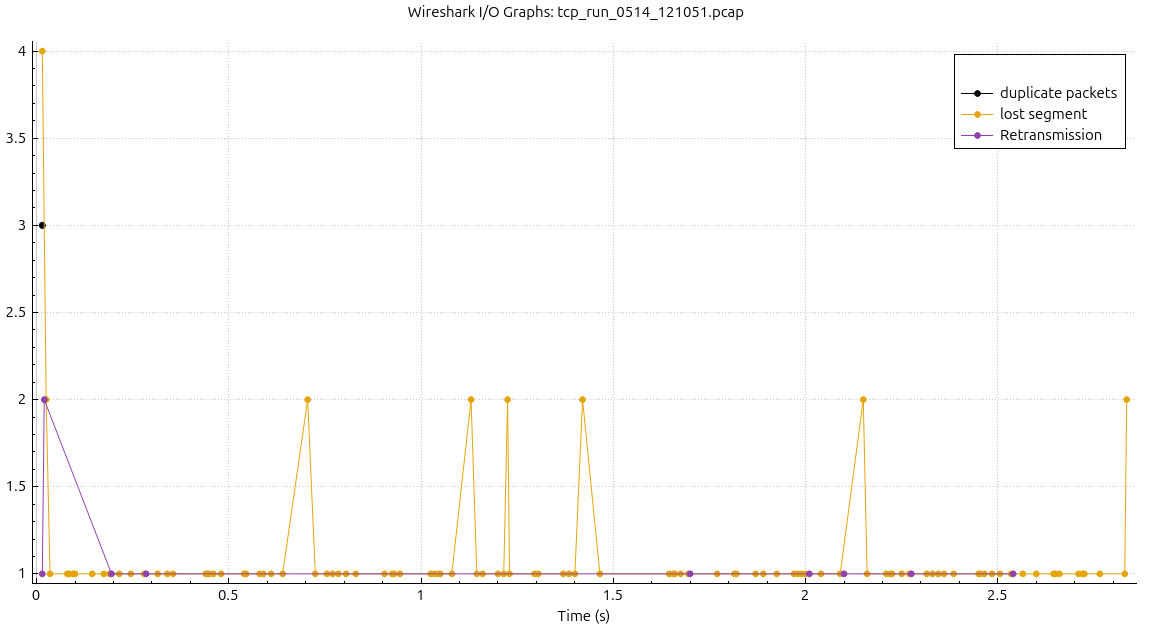 Wireshark I/O Graphs: tcp_run_0514_121051.pcap
4
3.5
3
2.5
2
1.5
1
duplicate packets
lost segment
Retransmission
0 0.5 1 1.5 2 2.5
Time (s)